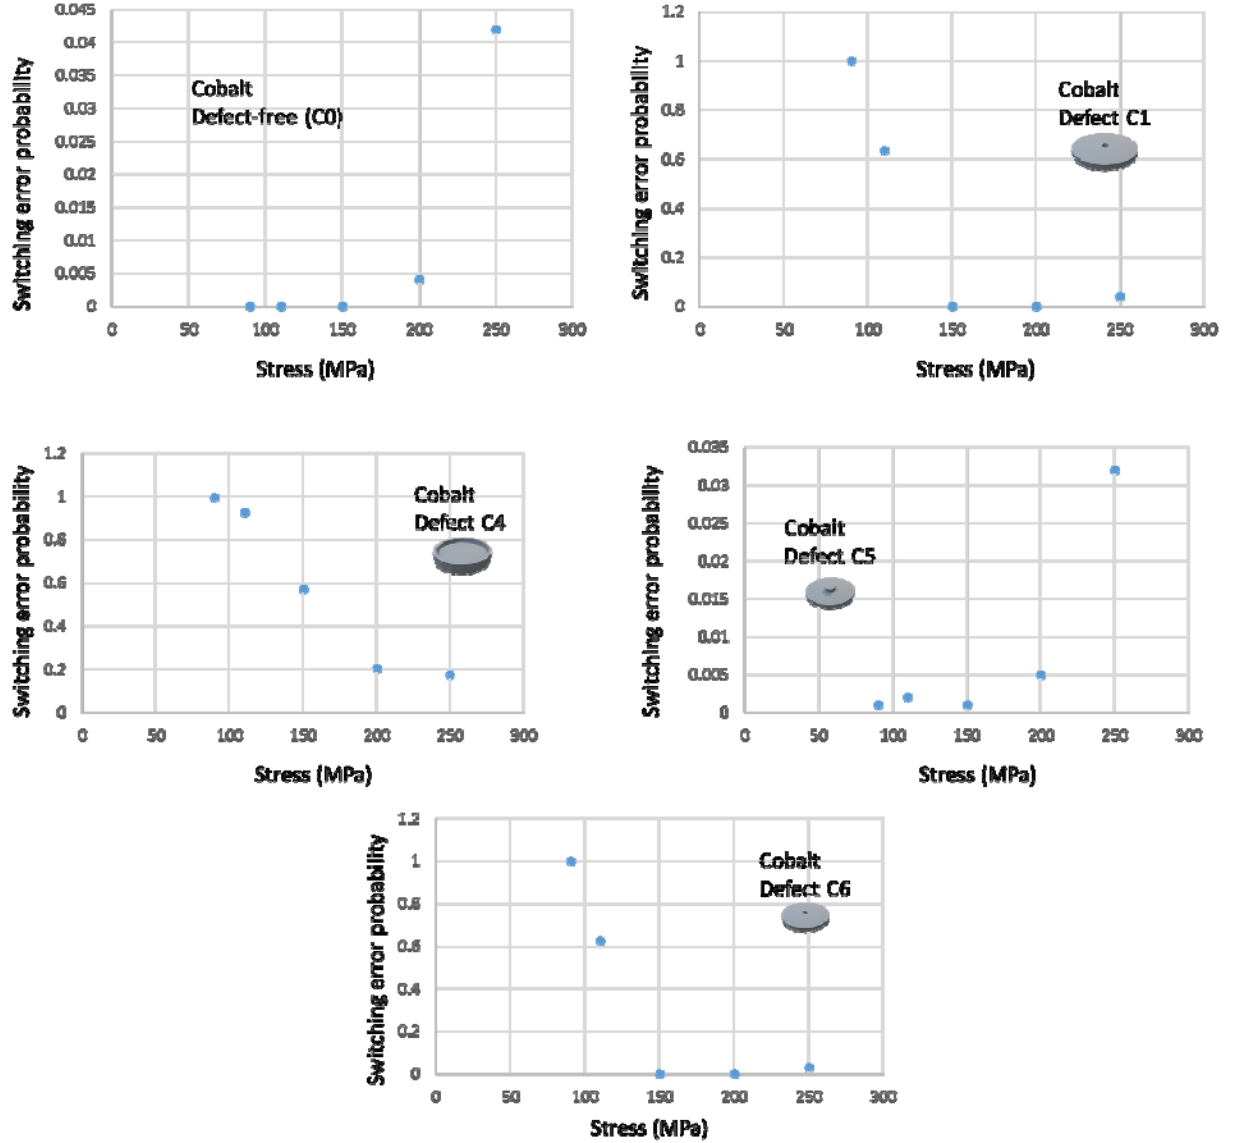 0.045
0.04
0.035
0.03
0.025
0.02
0.015
0.01
0.005
0
0 50 100 150 200 250 300
Switching error probability
Cobalt
Defect-free (C0)
Stress (MPa)
1.2
1
0.8
0.6
0.4
0.2
0
0 50 100 150 200 250 300
Switching error probability
Cobalt
Defect C1
Stress (MPa)
1.2
1
0.8
0.6
0.4
0.2
0
0 50 100 150 200 250 300
Switching error probability
Cobalt
Defect C4
Stress (MPa)
0.035
0.03
0.025
0.02
0.015
0.01
0.005
0
0 50 100 150 200 250 300
Switching error probability
Cobalt
Defect C5
Stress (MPa)
1.2
1
0.8
0.6
0.4
0.2
0
0 50 100 150 200 250 300
Switching error probability
Cobalt
Defect C6
Stress (MPa)